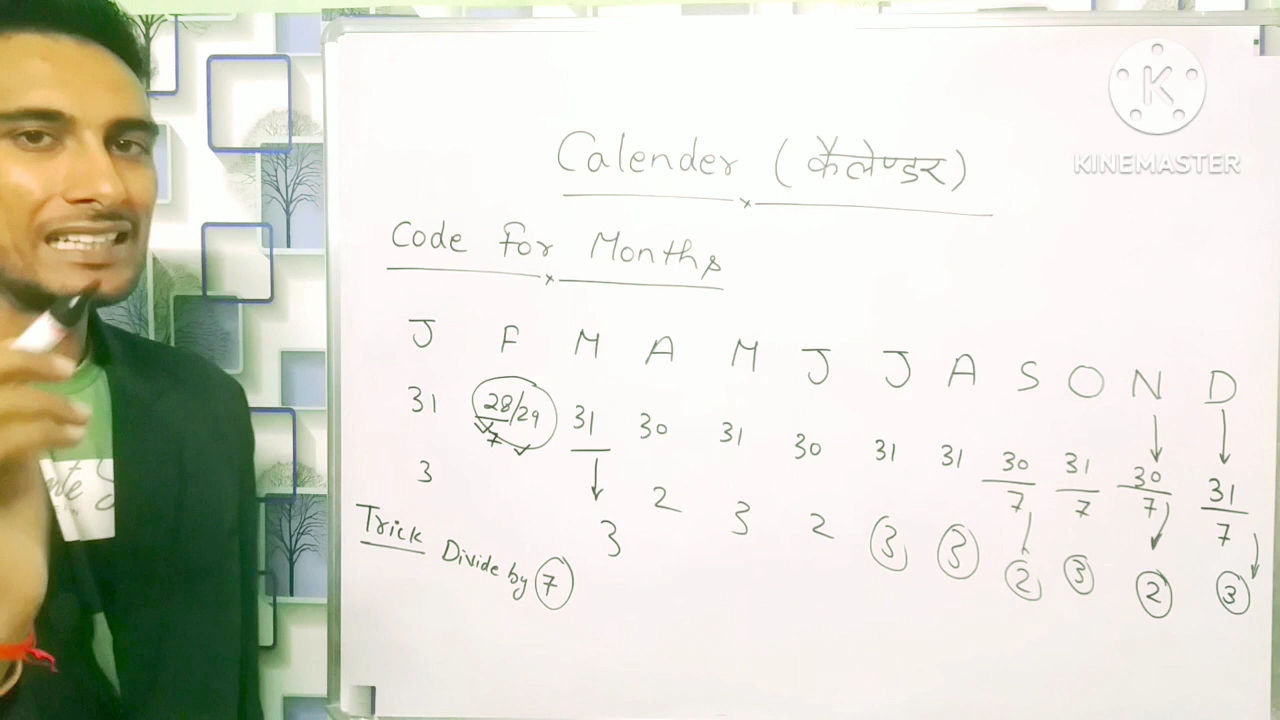 KINEMASTER
Calender (कैलेण्डर)
Code for Months
J F M A M J J A S O N D
31 28/29 31 30 31 30 31 31 30 31 30 31
7 7 7 7 7
3 3 2 3 2 3 3 2 3 2 3
Trick Divide by 7